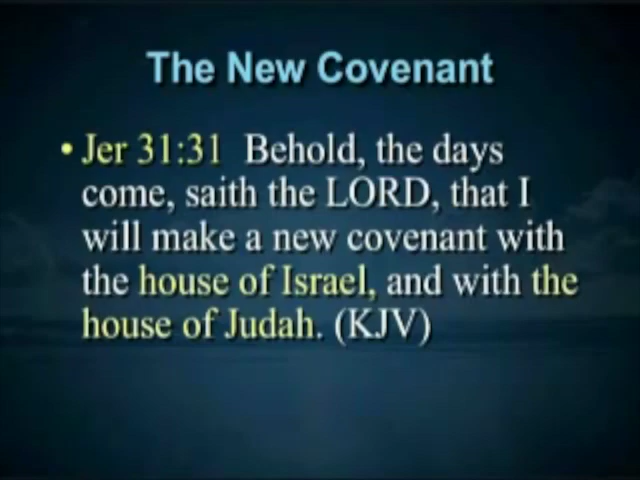 The New Covenant
• Jer 31:31 Behold, the days
come, saith the LORD, that I
will make a new covenant with
the house of Israel, and with the
house of Judah. (KJV)